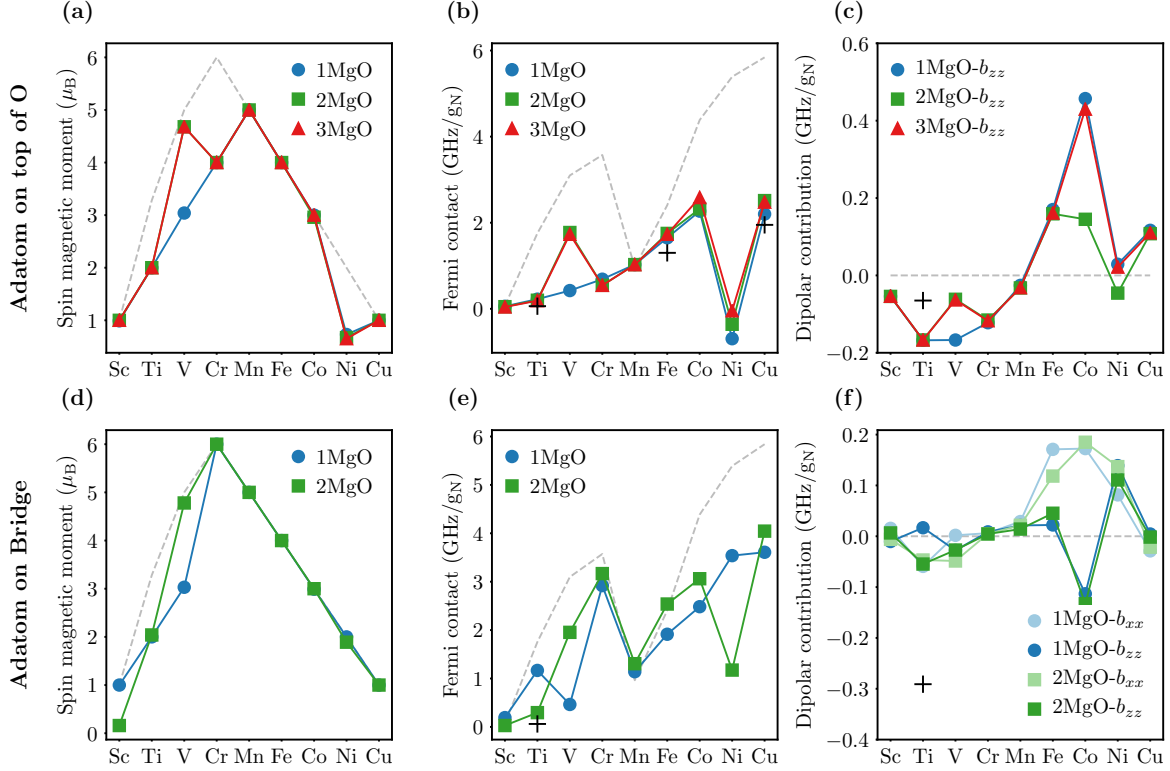 (a)
(b)
(c)
Adatom on top of O
Spin magnetic moment (μB)
6
5
4
3
2
1
1MgO
2MgO
3MgO
Sc Ti V Cr Mn Fe Co Ni Cu
Fermi contact (GHz/gN)
6
4
2
0
1MgO
2MgO
3MgO
Sc Ti V Cr Mn Fe Co Ni Cu
Dipolar contribution (GHz/gN)
0.6
0.4
0.2
0.0
−0.2
1MgO-bzz
2MgO-bzz
3MgO-bzz
Sc Ti V Cr Mn Fe Co Ni Cu
(d)
(e)
(f)
Adatom on Bridge
Spin magnetic moment (μB)
6
5
4
3
2
1
0
1MgO
2MgO
Sc Ti V Cr Mn Fe Co Ni Cu
Fermi contact (GHz/gN)
6
5
4
3
2
1
0
1MgO
2MgO
Sc Ti V Cr Mn Fe Co Ni Cu
Dipolar contribution (GHz/gN)
0.2
0.1
0.0
−0.1
−0.2
−0.3
−0.4
1MgO-bxx
1MgO-bzz
2MgO-bxx
2MgO-bzz
Sc Ti V Cr Mn Fe Co Ni Cu